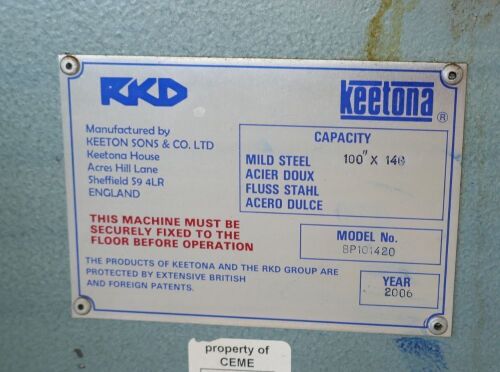 RKD
keetona ®
Manufactured by
KEETON SONS & CO. LTD
Keetona House
Acres Hill Lane
Sheffield S9 4LR
ENGLAND
CAPACITY
MILD STEEL 100" X
ACIER DOUX
FLUSS STAHL
ACERO DULCE
THIS MACHINE MUST BE
SECURELY FIXED TO THE
FLOOR BEFORE OPERATION
MODEL No.
BP101420
THE PRODUCTS OF KEETONA AND THE RKD GROUP ARE
PROTECTED BY EXTENSIVE BRITISH
AND FOREIGN PATENTS.
YEAR
2006
property of
CEME